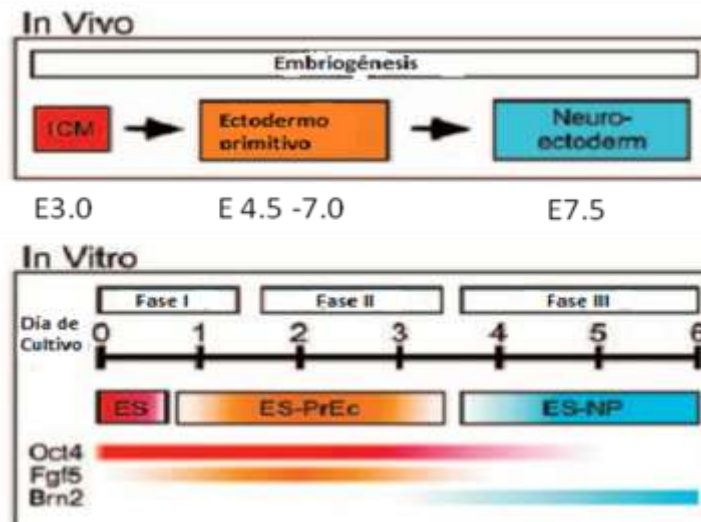 In Vivo
Embriogénesis
ICM
Ectodermo
primitivo
Neuro-
ectoderm
E3.0
E 4.5 -7.0
E7.5
In Vitro
Fase I
Fase II
Fase III
Día de
Cultivo
0 1 2 3 4 5 6
ES
ES-PrEc
ES-NP
Oct4
Fgf5
Brn2